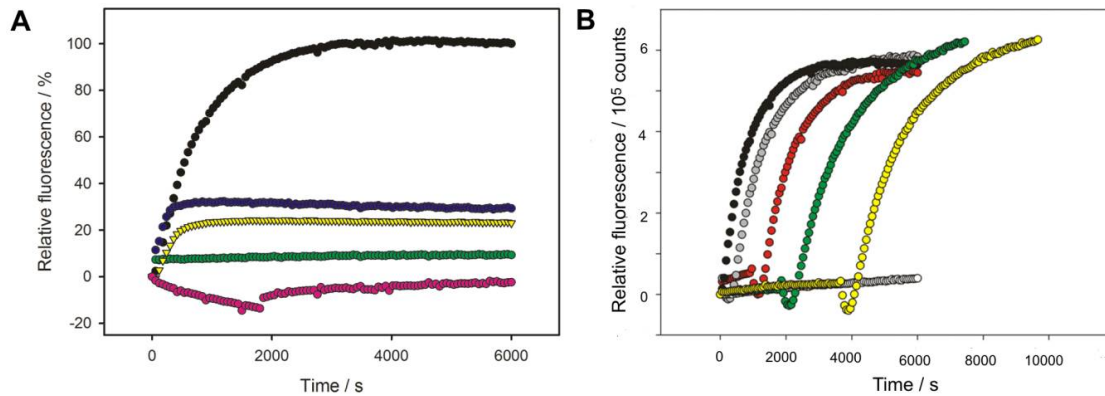 A
Relative fluorescence / %
100
80
60
40
20
0
-20
0 2000 4000 6000
Time / s
B
Relative fluorescence / 10⁵ counts
6
4
2
0
0 2000 4000 6000 8000 10000
Time / s